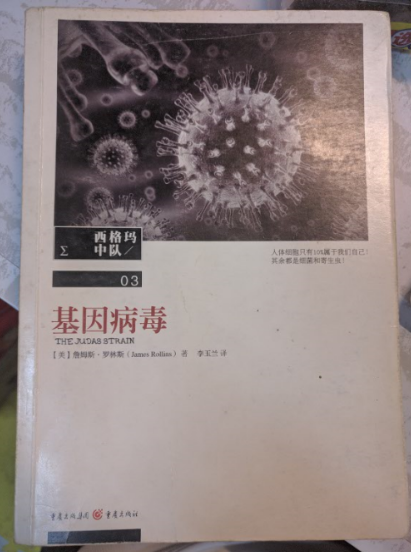 西格玛
Σ 中队/
人体细胞只有10%属于我们自己!
其余都是细菌和寄生虫!
03
基因病毒
THE JUDAS STRAIN
【美】詹姆斯·罗林斯（James Rollins）著 李玉兰 译
重庆出版集团 重庆出版社